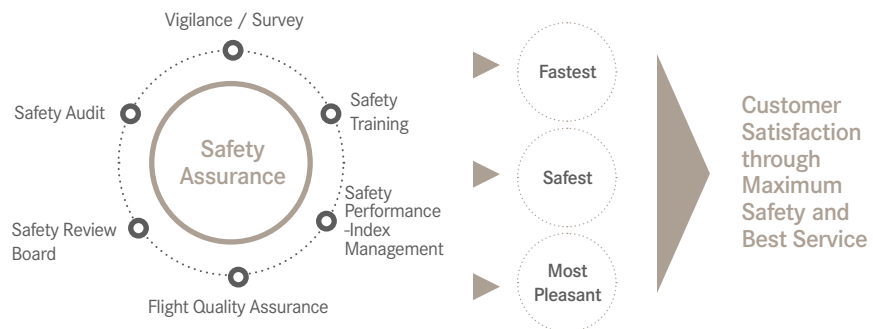 Vigilance / Survey
Safety Audit
Safety
Training
Safety
Assurance
Safety
Performance
-Index
Management
Safety Review
Board
Flight Quality Assurance
Fastest
Safest
Most
Pleasant
Customer
Satisfaction
through
Maximum
Safety and
Best Service